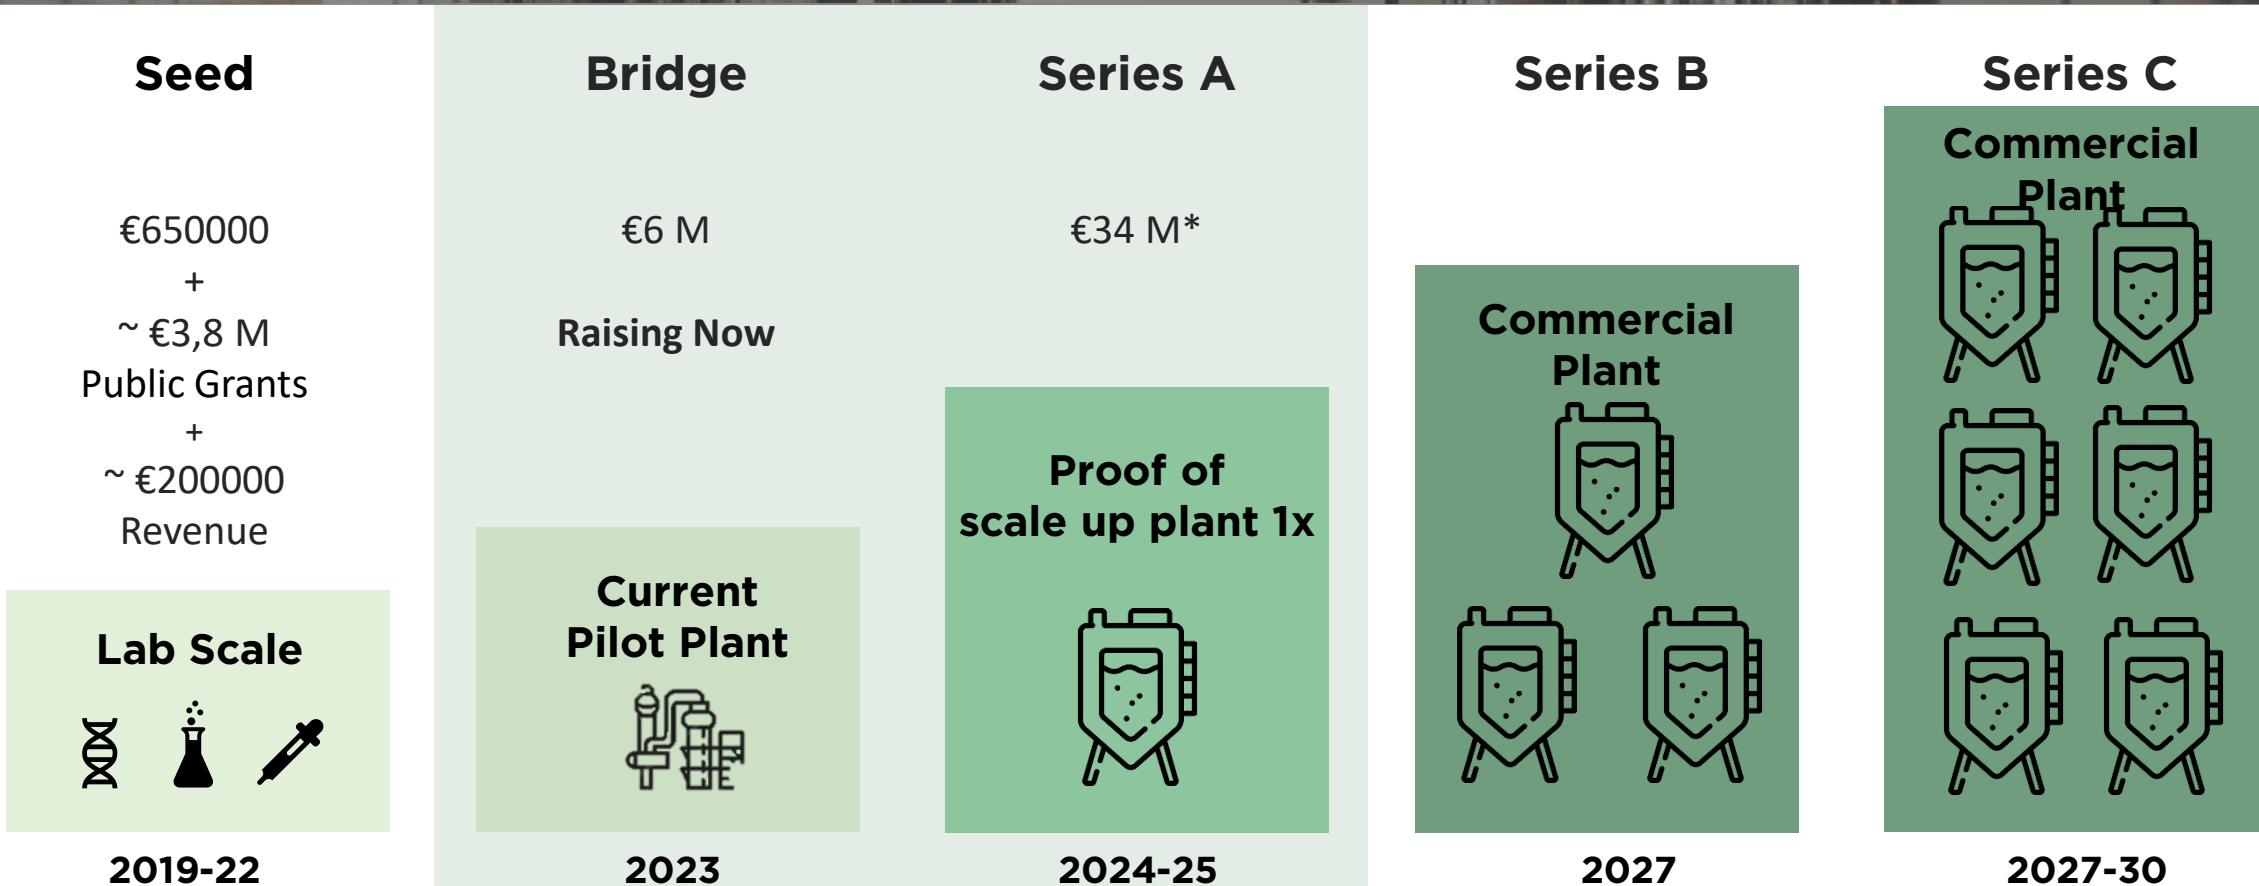 Seed
€650000
+
~ €3,8 M
Public Grants
+
~ €200000
Revenue
Lab Scale
2019-22
Bridge
€6 M
Raising Now
Current
Pilot Plant
2023
Series A
€34 M*
Proof of
scale up plant 1x
2024-25
Series B
Commercial
Plant
2027
Series C
Commercial
Plant
2027-30